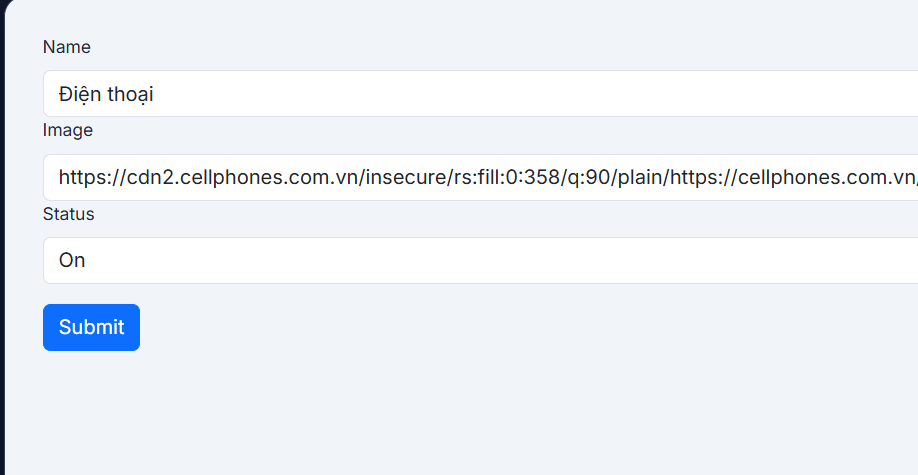 Name
Điện thoại
Image
https://cdn2.cellphones.com.vn/insecure/rs:fill:0:358/q:90/plain/https://cellphones.com.vn/
Status
On
Submit